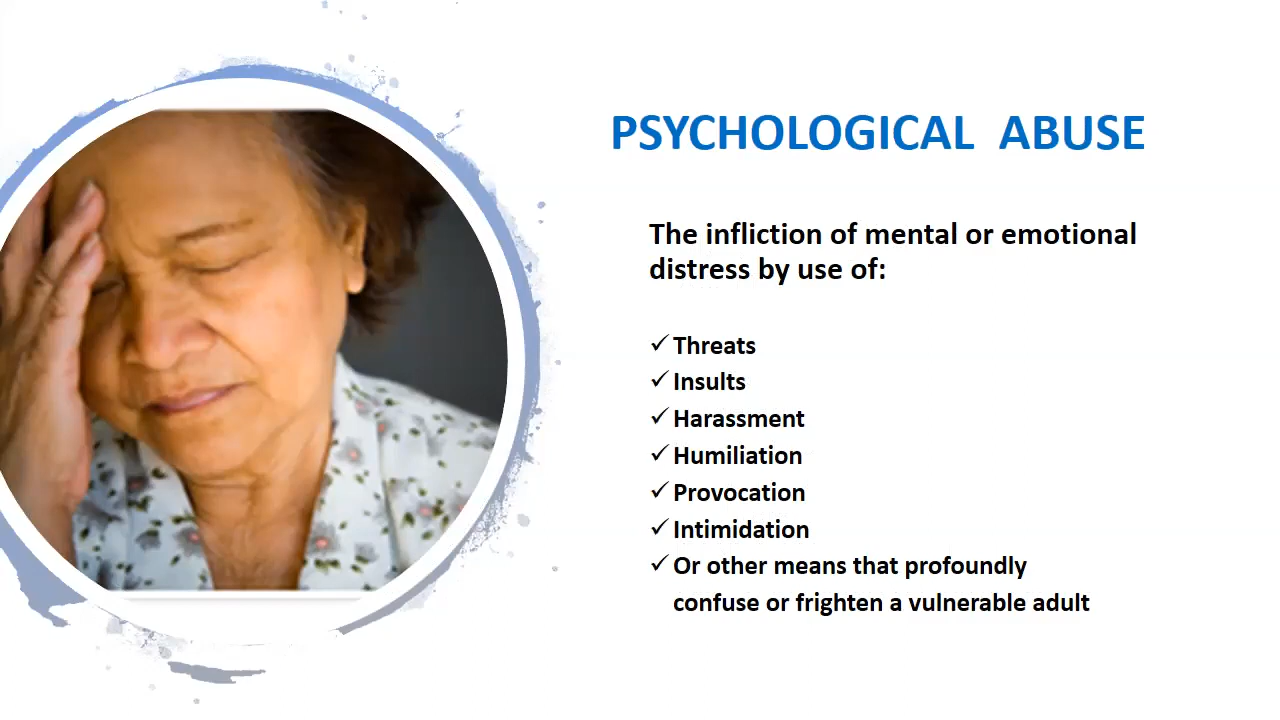 PSYCHOLOGICAL ABUSE
The infliction of mental or emotional
distress by use of:
✓ Threats
✓ Insults
✓ Harassment
✓ Humiliation
✓ Provocation
✓ Intimidation
✓ Or other means that profoundly
confuse or frighten a vulnerable adult